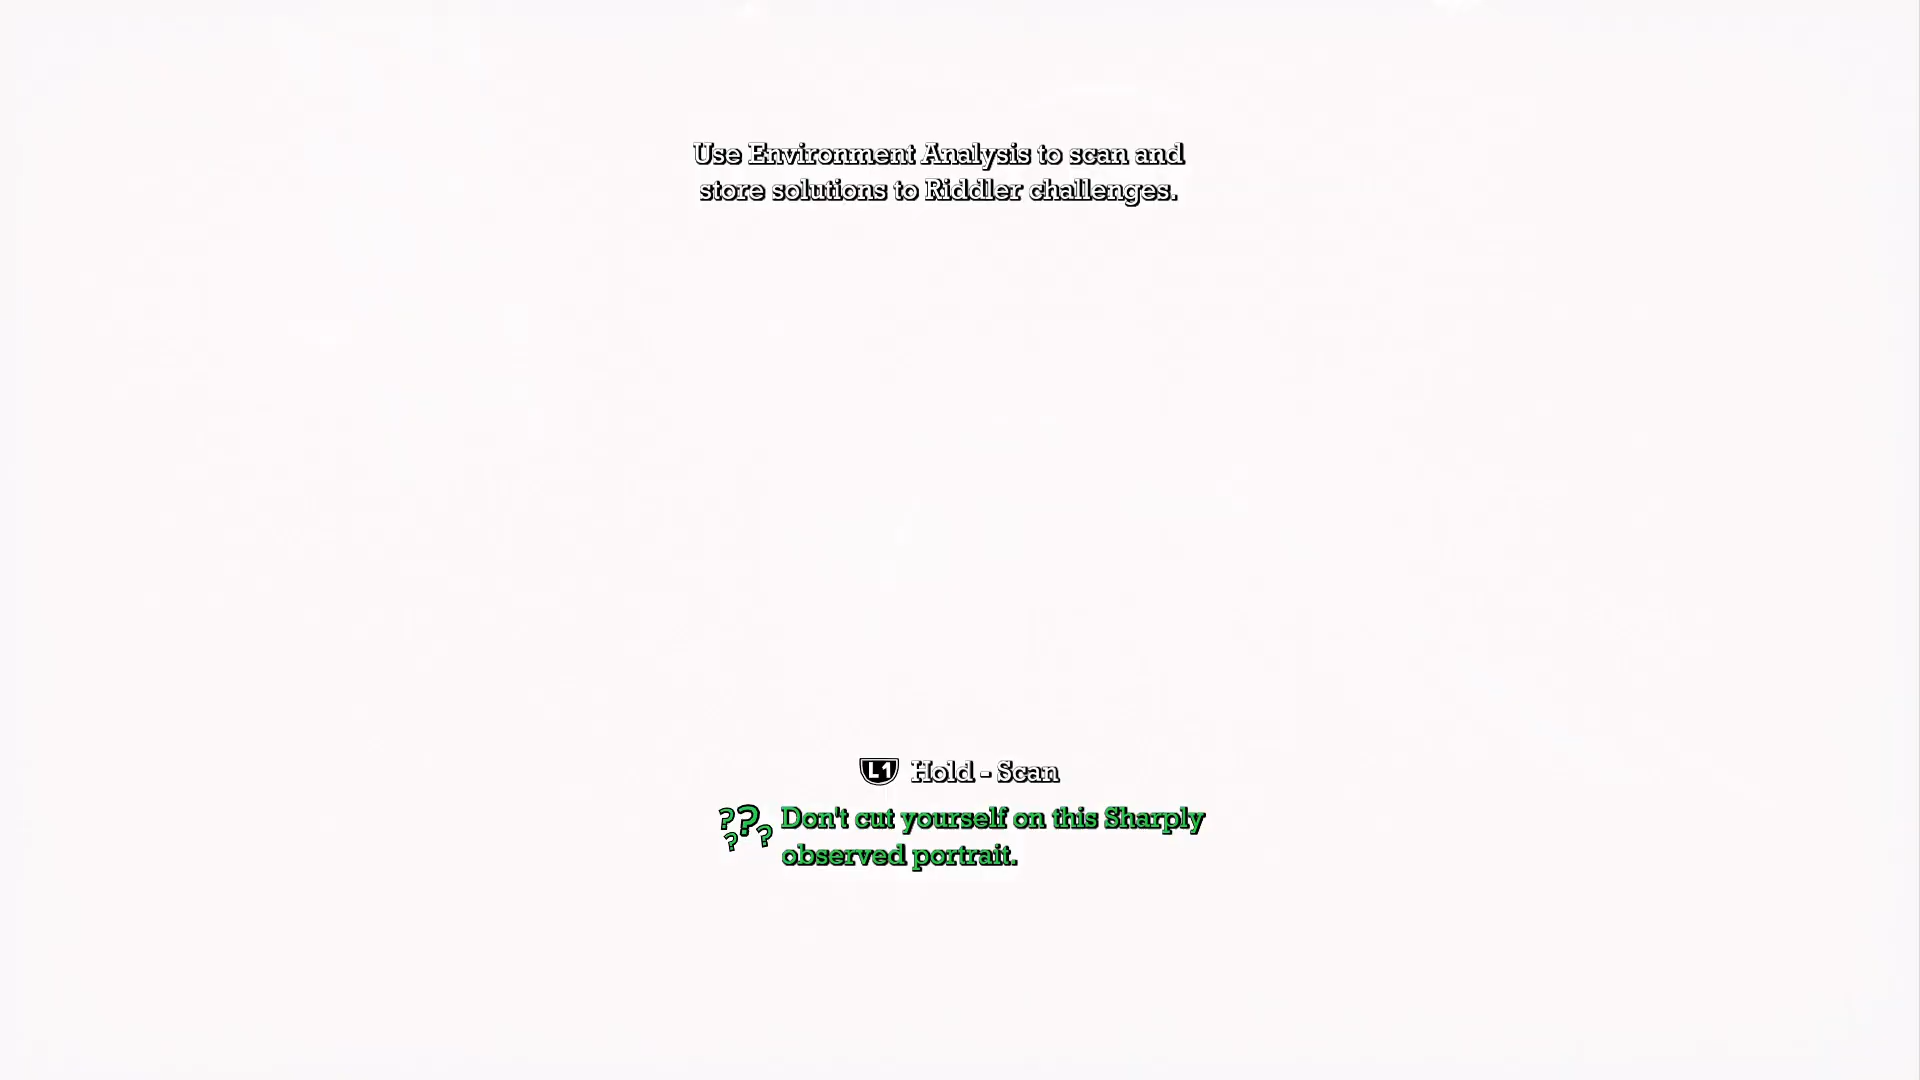 Use Environment Analysis to scan and
store solutions to Riddler challenges.
L1 Hold - Scan
??? ? Don't cut yourself on this Sharply
observed portrait.